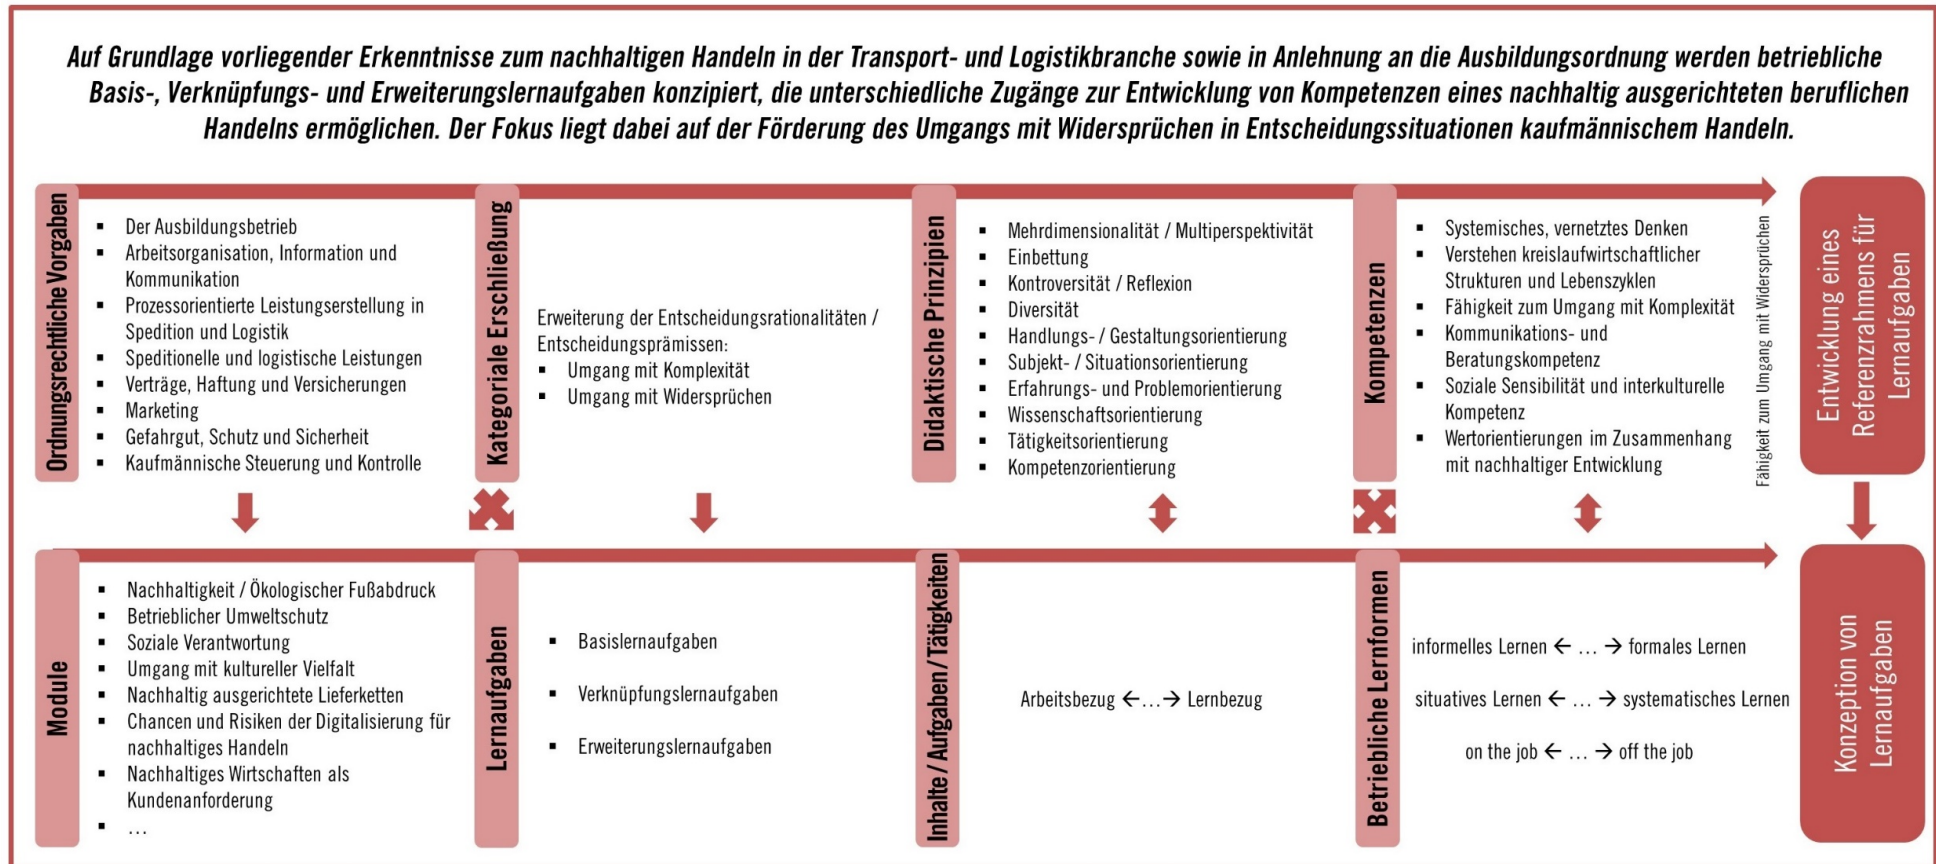 Auf Grundlage vorliegender Erkenntnisse zum nachhaltigen Handeln in der Transport- und Logistikbranche sowie in Anlehnung an die Ausbildungsordnung werden betriebliche
Basis-, Verknüpfungs- und Erweiterungslernaufgaben konzipiert, die unterschiedliche Zugänge zur Entwicklung von Kompetenzen eines nachhaltig ausgerichteten beruflichen
Handelns ermöglichen. Der Fokus liegt dabei auf der Förderung des Umgangs mit Widersprüchen in Entscheidungssituationen kaufmännischem Handeln.
Ordnungsrechtliche Vorgaben
▪ Der Ausbildungsbetrieb
▪ Arbeitsorganisation, Information und
Kommunikation
▪ Prozessorientierte Leistungserstellung in
Spedition und Logistik
▪ Speditionelle und logistische Leistungen
▪ Verträge, Haftung und Versicherungen
▪ Marketing
▪ Gefahrgut, Schutz und Sicherheit
▪ Kaufmännische Steuerung und Kontrolle
Kategoriale Erschließung
Erweiterung der Entscheidungsrationalitäten /
Entscheidungsprämissen:
▪ Umgang mit Komplexität
▪ Umgang mit Widersprüchen
Didaktische Prinzipien
▪ Mehrdimensionalität / Multiperspektivität
▪ Einbettung
▪ Kontroversität / Reflexion
▪ Diversität
▪ Handlungs- / Gestaltungsorientierung
▪ Subjekt- / Situationsorientierung
▪ Erfahrungs- und Problemorientierung
▪ Wissenschaftsorientierung
▪ Tätigkeitsorientierung
▪ Kompetenzorientierung
Kompetenzen
▪ Systemisches, vernetztes Denken
▪ Verstehen kreislaufwirtschaftlicher
Strukturen und Lebenszyklen
▪ Fähigkeit zum Umgang mit Komplexität
▪ Kommunikations- und
Beratungskompetenz
▪ Soziale Sensibilität und interkulturelle
Kompetenz
▪ Wertorientierungen im Zusammenhang
mit nachhaltiger Entwicklung
Fähigkeit zum Umgang mit Widersprüchen
Entwicklung eines
Referenzrahmens für
Lernaufgaben
Module
▪ Nachhaltigkeit / Ökologischer Fußabdruck
▪ Betrieblicher Umweltschutz
▪ Soziale Verantwortung
▪ Umgang mit kultureller Vielfalt
▪ Nachhaltig ausgerichtete Lieferketten
▪ Chancen und Risiken der Digitalisierung für
nachhaltiges Handeln
▪ Nachhaltiges Wirtschaften als
Kundenanforderung
▪ ...
Lernaufgaben
▪ Basislernaufgaben
▪ Verknüpfungslernaufgaben
▪ Erweiterungslernaufgaben
Inhalte / Aufgaben / Tätigkeiten
Arbeitsbezug ←...→ Lernbezug
Betriebliche Lernformen
informelles Lernen ← ... → formales Lernen
situatives Lernen ← ... → systematisches Lernen
on the job ← ... → off the job
Konzeption von
Lernaufgaben